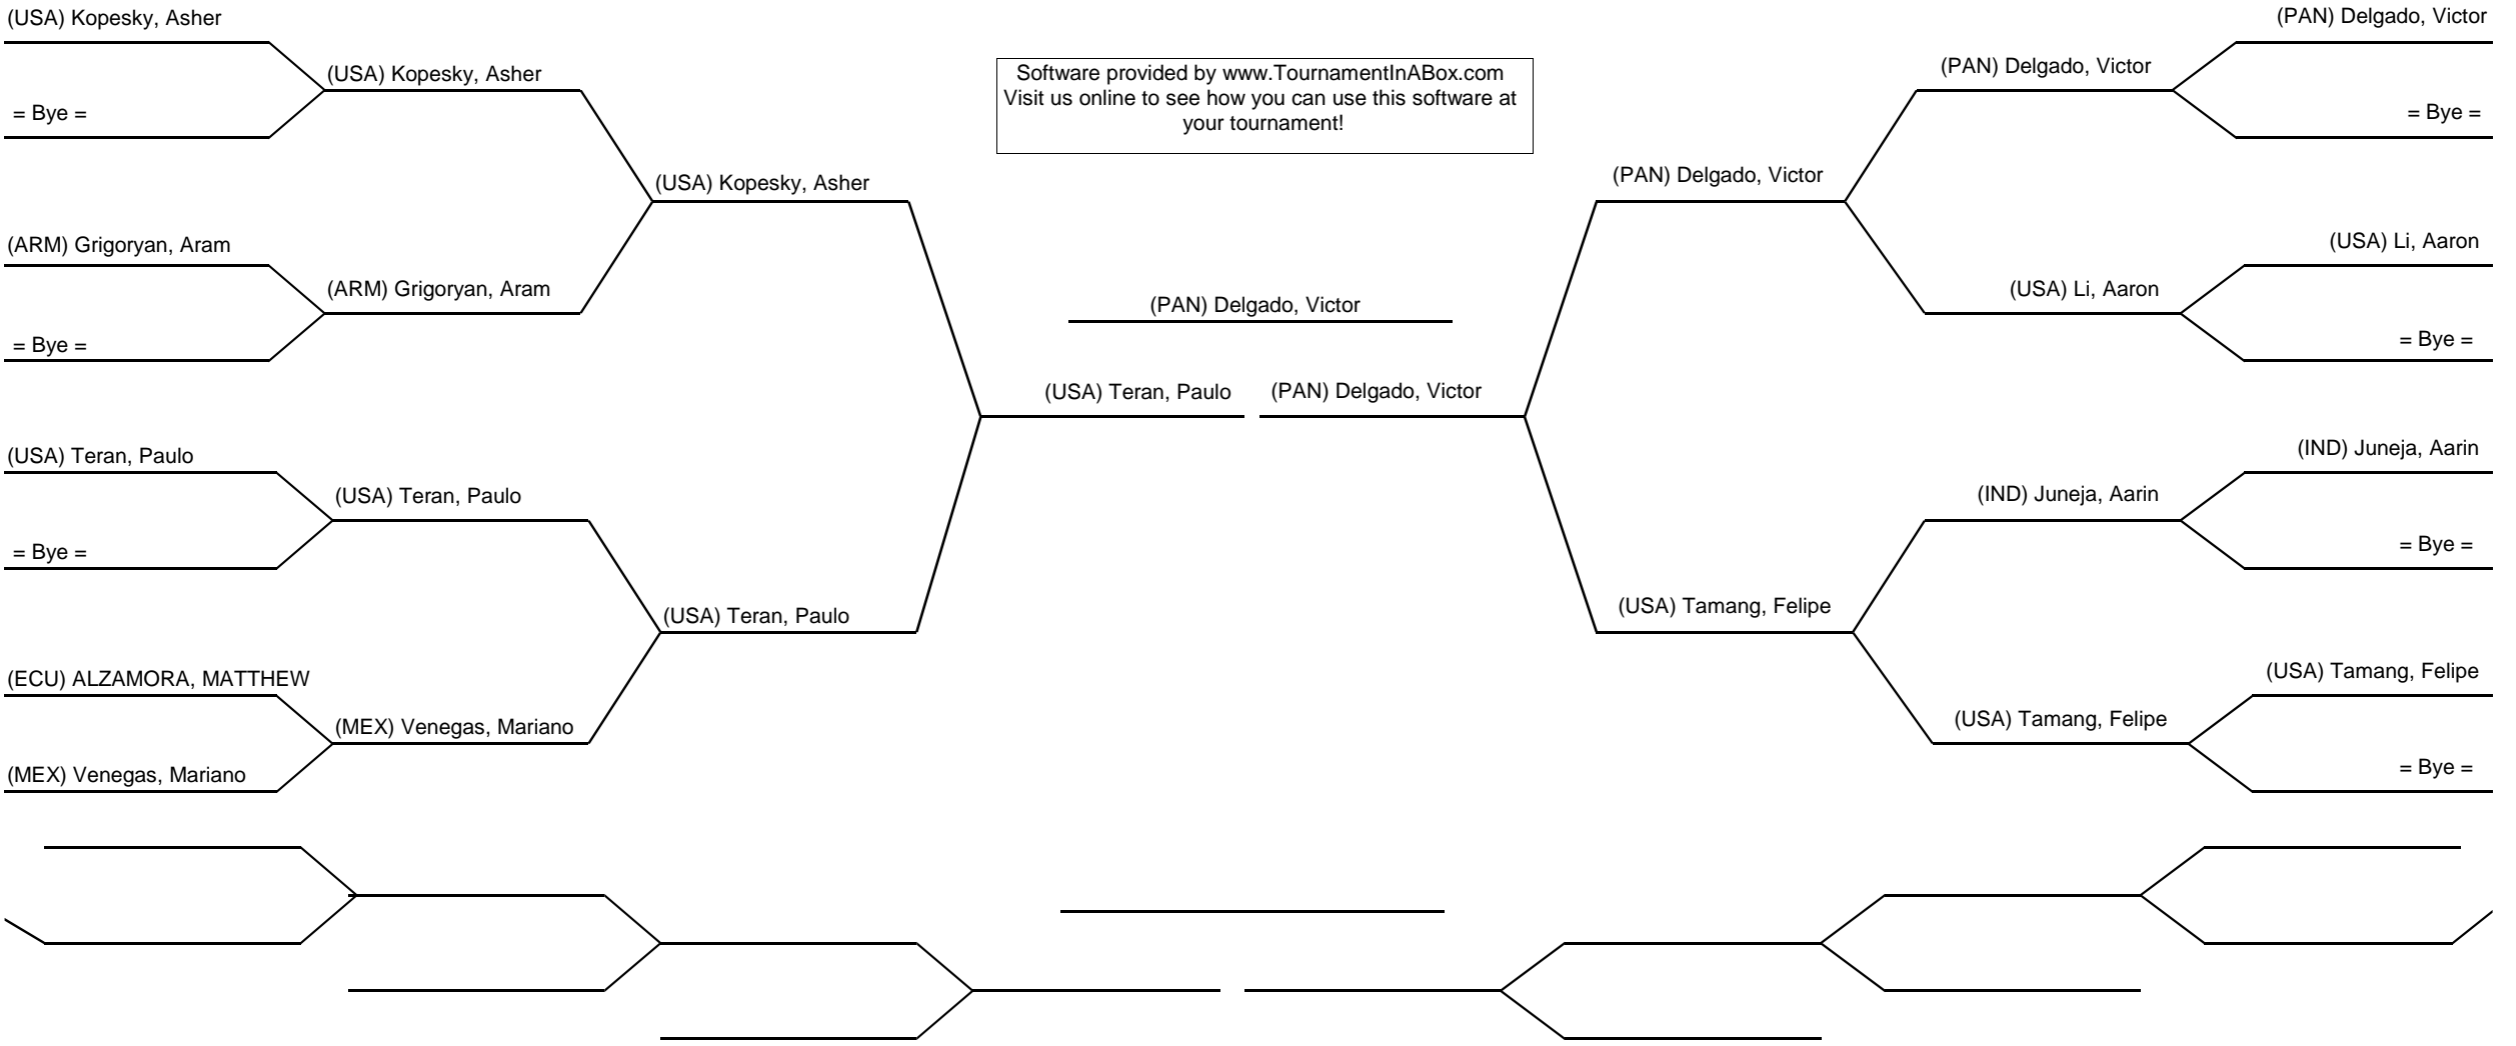 (USA) Kopesky, Asher
= Bye =
(ARM) Grigoryan, Aram
= Bye =
(USA) Teran, Paulo
= Bye =
(ECU) ALZAMORA, MATTHEW
(MEX) Venegas, Mariano
(USA) Kopesky, Asher
(ARM) Grigoryan, Aram
(USA) Teran, Paulo
(MEX) Venegas, Mariano
(USA) Kopesky, Asher
(USA) Teran, Paulo
Software provided by www.TournamentInABox.com
Visit us online to see how you can use this software at
your tournament!
(PAN) Delgado, Victor
(USA) Teran, Paulo
(PAN) Delgado, Victor
(PAN) Delgado, Victor
(USA) Tamang, Felipe
(PAN) Delgado, Victor
(USA) Li, Aaron
(IND) Juneja, Aarin
(USA) Tamang, Felipe
(PAN) Delgado, Victor
= Bye =
(USA) Li, Aaron
= Bye =
(IND) Juneja, Aarin
= Bye =
(USA) Tamang, Felipe
= Bye =